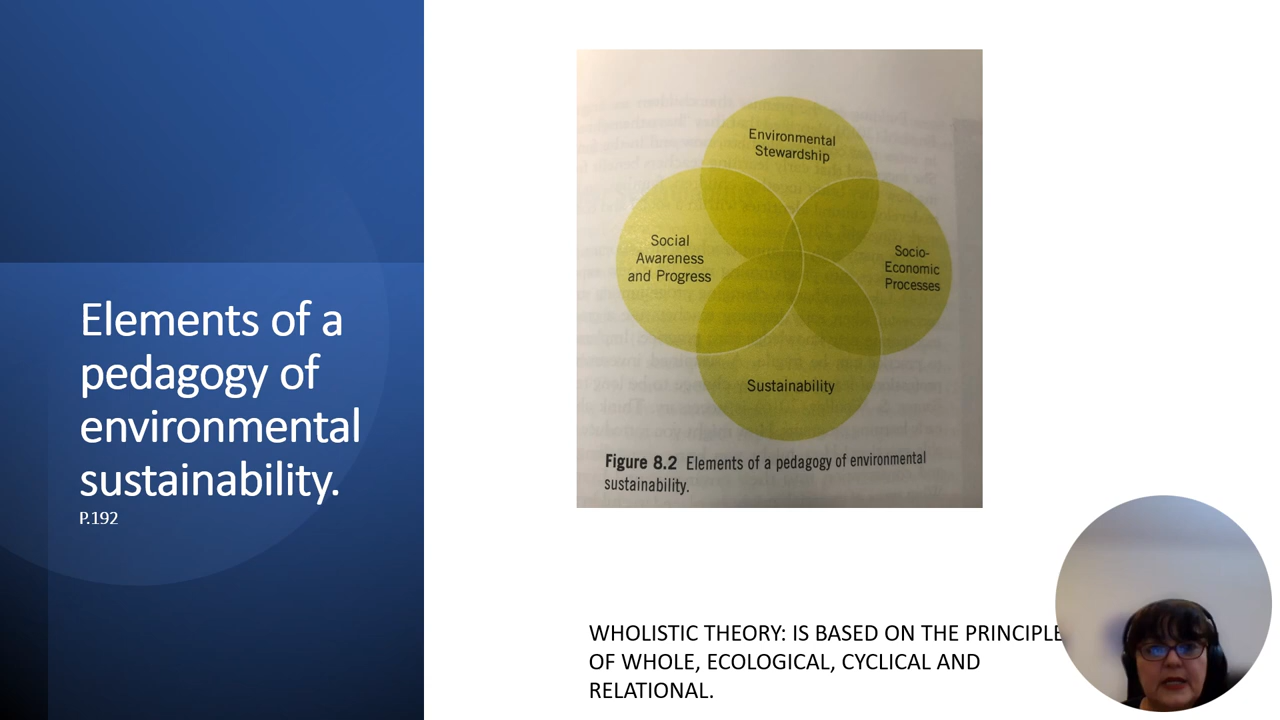 Elements of a
pedagogy of
environmental
sustainability.
P.192
Environmental
Stewardship
Social
Awareness
and Progress
Socio-
Economic
Processes
Sustainability
Figure 8.2 Elements of a pedagogy of environmental
sustainability.
WHOLISTIC THEORY: IS BASED ON THE PRINCIPLE
OF WHOLE, ECOLOGICAL, CYCLICAL AND
RELATIONAL.